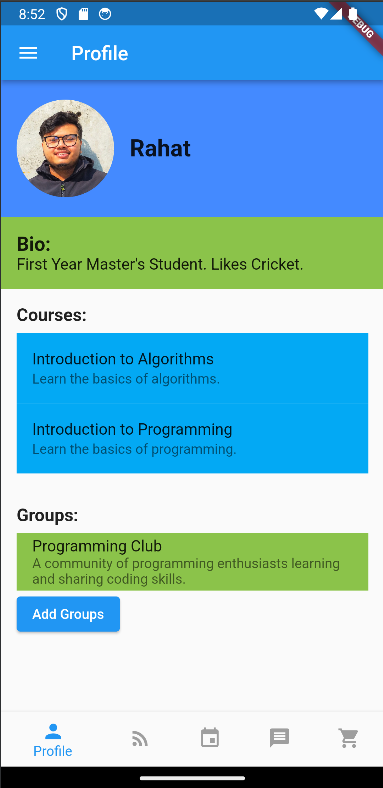 8:52
Profile
Rahat
Bio:
First Year Master's Student. Likes Cricket.
Courses:
Introduction to Algorithms
Learn the basics of algorithms.
Introduction to Programming
Learn the basics of programming.
Groups:
Programming Club
A community of programming enthusiasts learning
and sharing coding skills.
Add Groups
Profile